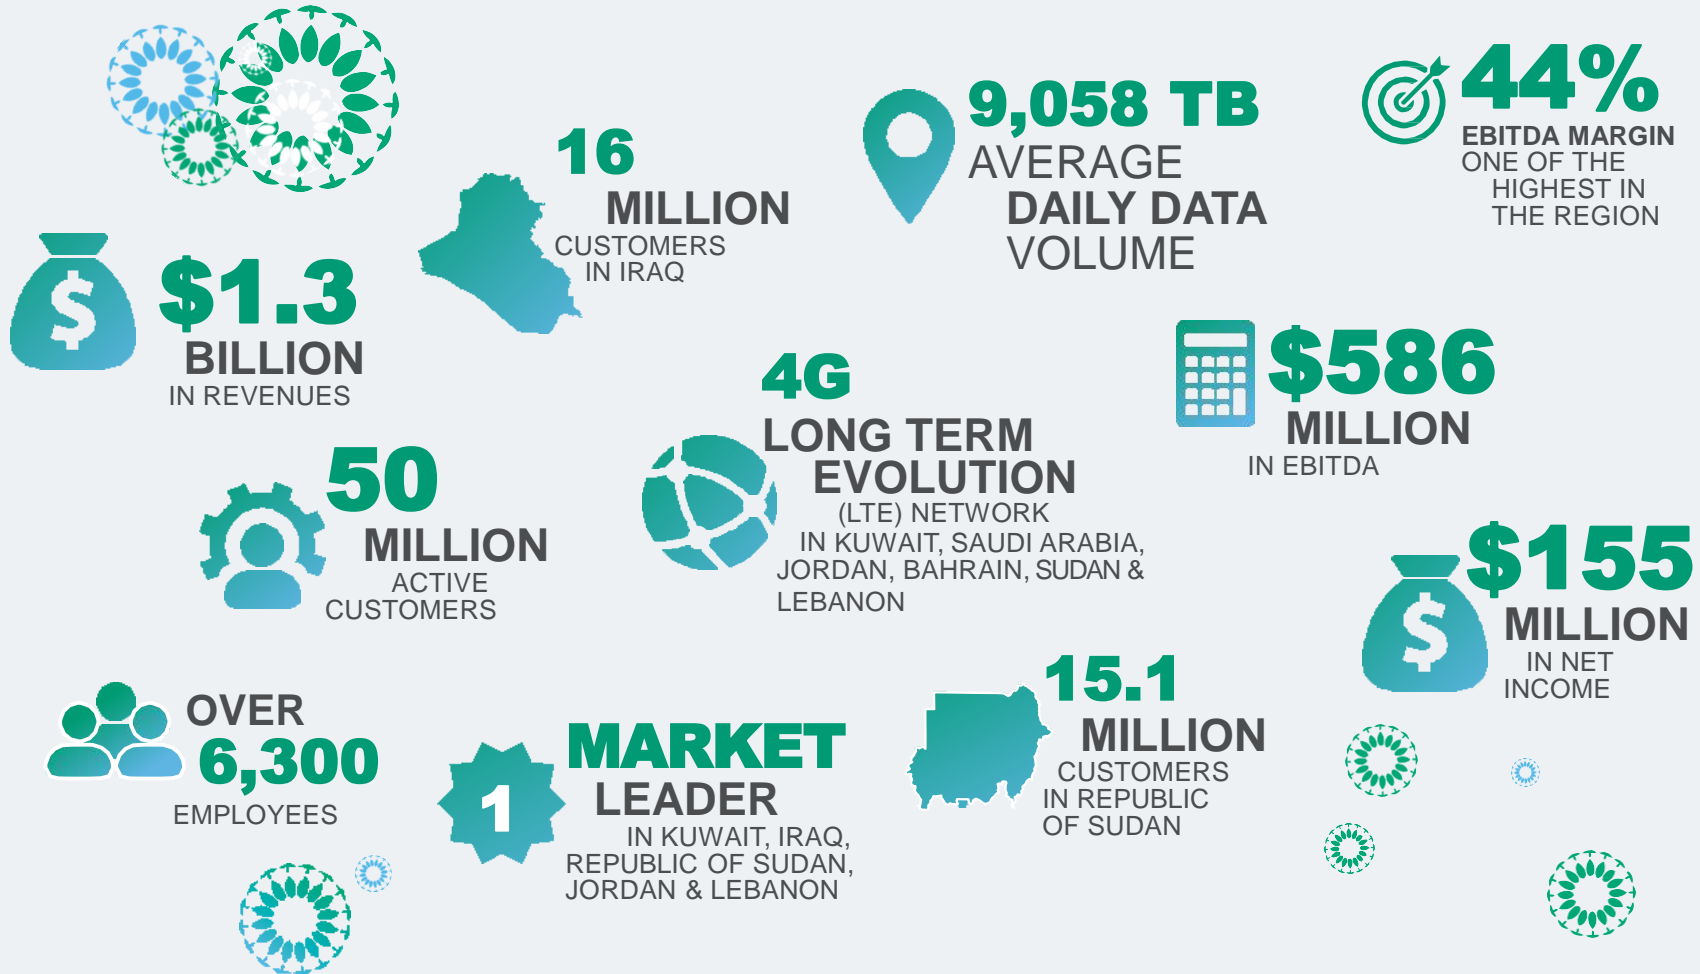 16
MILLION
CUSTOMERS
IN IRAQ
9,058 TB
AVERAGE
DAILY DATA
VOLUME
44%
EBITDA MARGIN
ONE OF THE
HIGHEST IN
THE REGION
$
$1.3
BILLION
IN REVENUES
4G
LONG TERM
EVOLUTION
(LTE) NETWORK
IN KUWAIT, SAUDI ARABIA,
JORDAN, BAHRAIN, SUDAN &
LEBANON
$586
MILLION
IN EBITDA
50
MILLION
ACTIVE
CUSTOMERS
$
$155
MILLION
IN NET
INCOME
OVER
6,300
EMPLOYEES
1
MARKET
LEADER
IN KUWAIT, IRAQ,
REPUBLIC OF SUDAN,
JORDAN & LEBANON
15.1
MILLION
CUSTOMERS
IN REPUBLIC
OF SUDAN